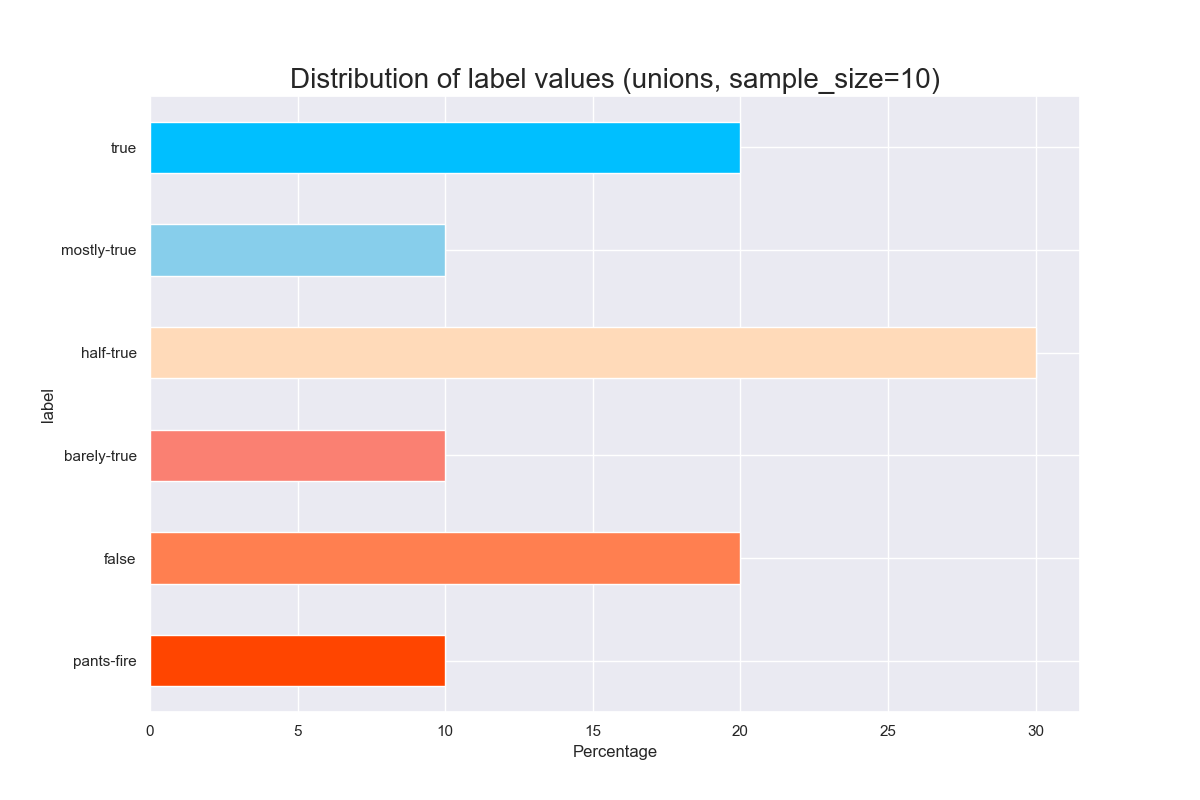 Distribution of label values (unions, sample_size=10)
true
mostly-true
half-true
label
barely-true
false
pants-fire
0 5 10 15 20 25 30
Percentage